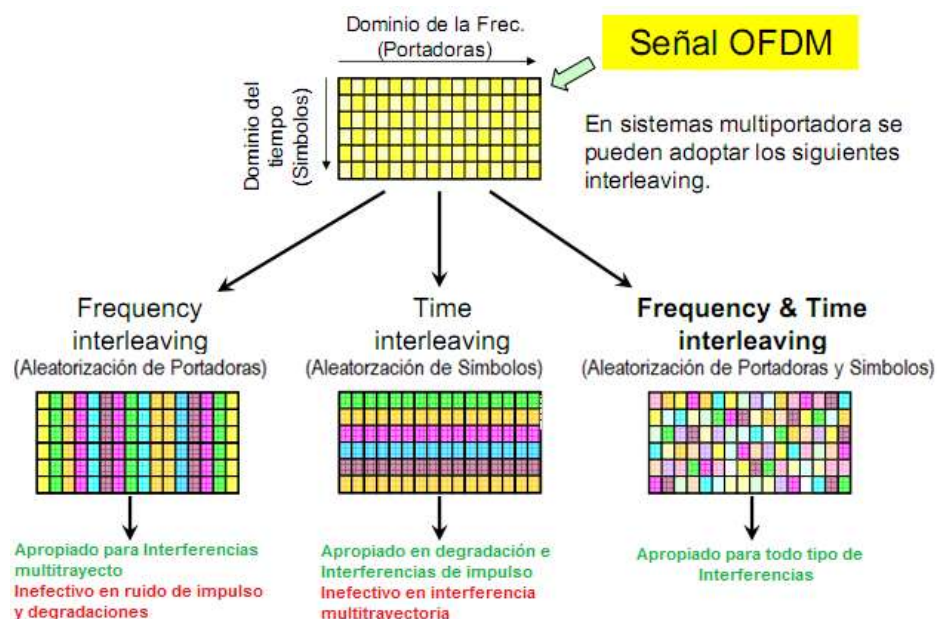 Dominio de la Frec.
(Portadoras)
Señal OFDM
Dominio del
tiempo
(Simbolos)
En sistemas multiportadora se
pueden adoptar los siguientes
interleaving.
Frequency
interleaving
(Aleatorización de Portadoras)
Time
interleaving
(Aleatorzación de Simbolos)
Frequency & Time
interleaving
(Aleatorización de Portadoras y Simbolos)
Apropiado para Interferencias
multitrayecto
Inefectivo en ruido de impulso
y degradaciones
Apropiado en degradación e
Interferencias de impulso
Inefectivo en interferencia
multitrayectoria
Apropiado para todo tipo de
Interferencias